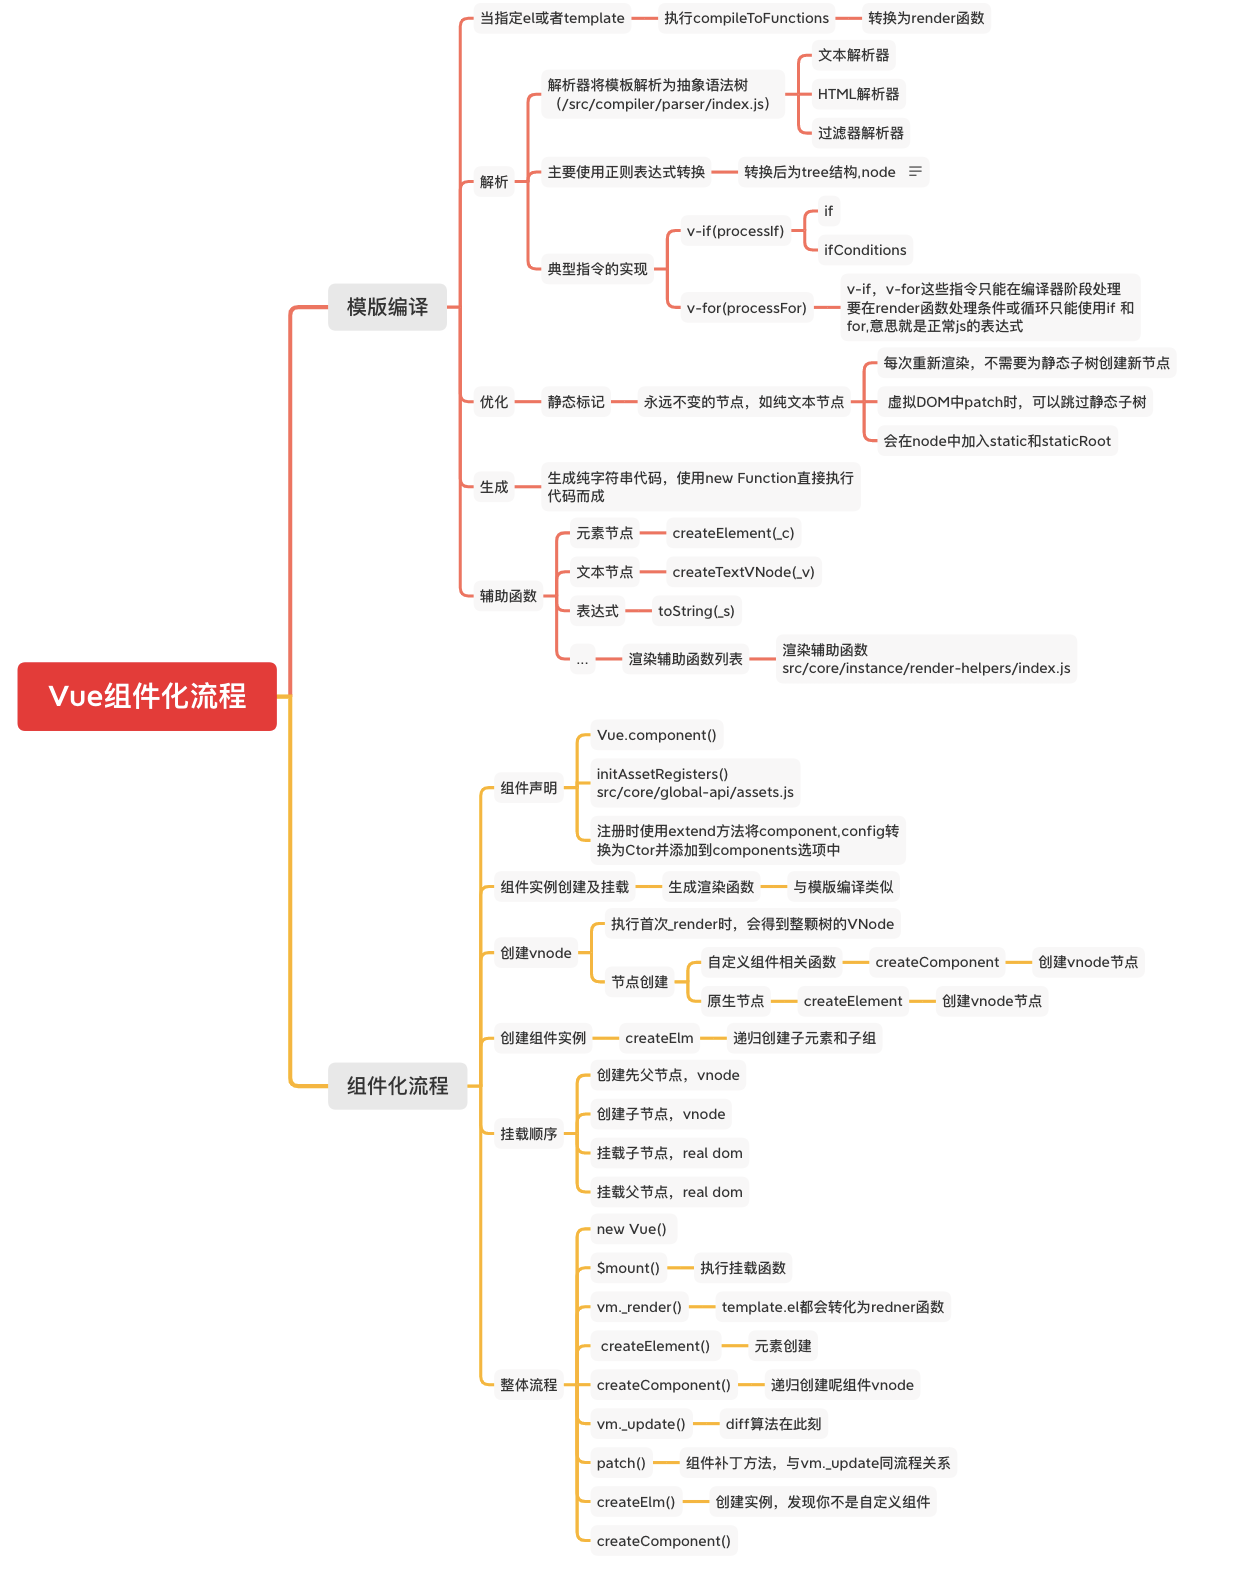 Vue组件化流程
模版编译
当指定el或者template
执行compileToFunctions
转换为render函数
解析
解析器将模板解析为抽象语法树
（/src/compiler/parser/index.js）
文本解析器
HTML解析器
过滤器解析器
主要使用正则表达式转换
转换后为tree结构,node
典型指令的实现
v-if(processIf)
if
ifConditions
v-for(processFor)
v-if，v-for这些指令只能在编译器阶段处理
要在render函数处理条件或循环只能使用if 和
for,意思就是正常js的表达式
优化
静态标记
永远不变的节点，如纯文本节点
每次重新渲染，不需要为静态子树创建新节点
虚拟DOM中patch时，可以跳过静态子树
会在node中加入static和staticRoot
生成
生成纯字符串代码，使用new Function直接执行
代码而成
辅助函数
元素节点
createElement(_c)
文本节点
createTextVNode(_v)
表达式
toString(_s)
...
渲染辅助函数列表
渲染辅助函数
src/core/instance/render-helpers/index.js
组件化流程
组件声明
Vue.component()
initAssetRegisters()
src/core/global-api/assets.js
注册时使用extend方法将component,config转
换为Ctor并添加到components选项中
组件实例创建及挂载
生成渲染函数
与模版编译类似
创建vnode
执行首次_render时，会得到整颗树的VNode
节点创建
自定义组件相关函数
createComponent
创建vnode节点
原生节点
createElement
创建vnode节点
创建组件实例
createElm
递归创建子元素和子组
挂载顺序
创建先父节点，vnode
创建子节点，vnode
挂载子节点，real dom
挂载父节点，real dom
整体流程
new Vue()
$mount()
执行挂载函数
vm._render()
template.el都会转化为redner函数
createElement()
元素创建
createComponent()
递归创建呢组件vnode
vm._update()
diff算法在此刻
patch()
组件补丁方法，与vm._update同流程关系
createElm()
创建实例，发现你不是自定义组件
createComponent()